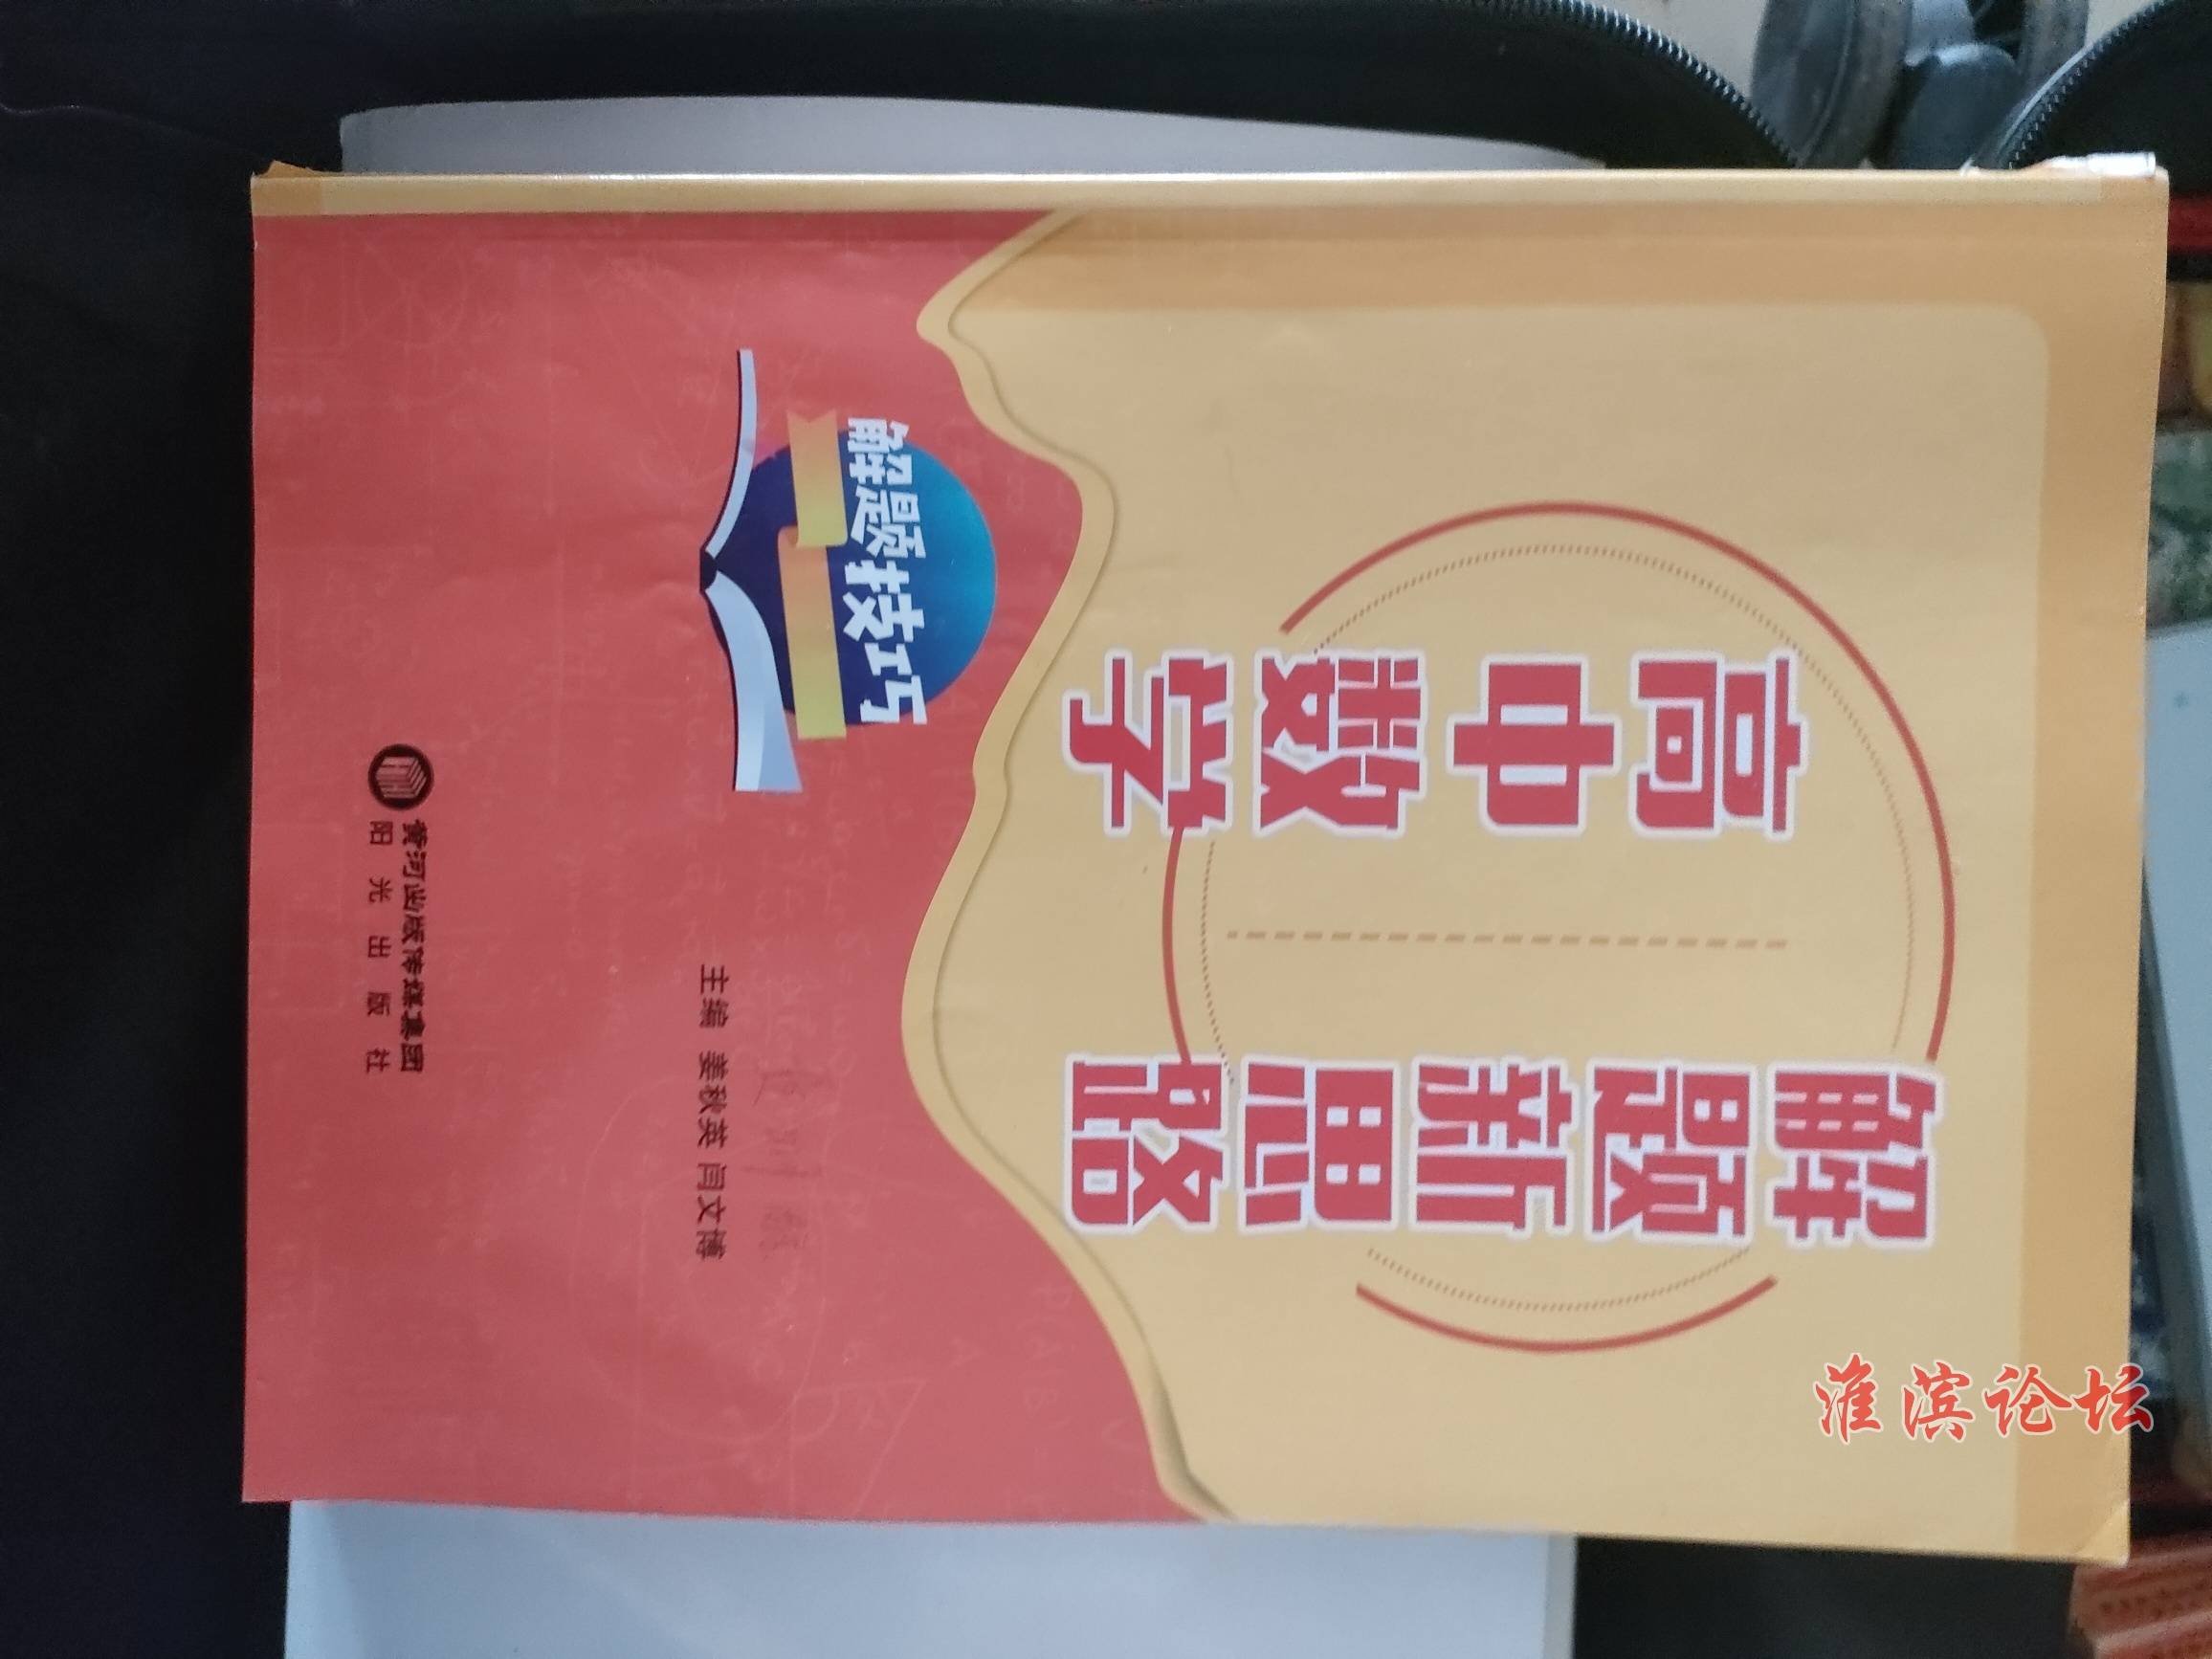 高中数学
解题新思路
解题技巧
主编 姜秋英 闫文博
黄河出版传媒集团
阳光出版社
淮滨论坛